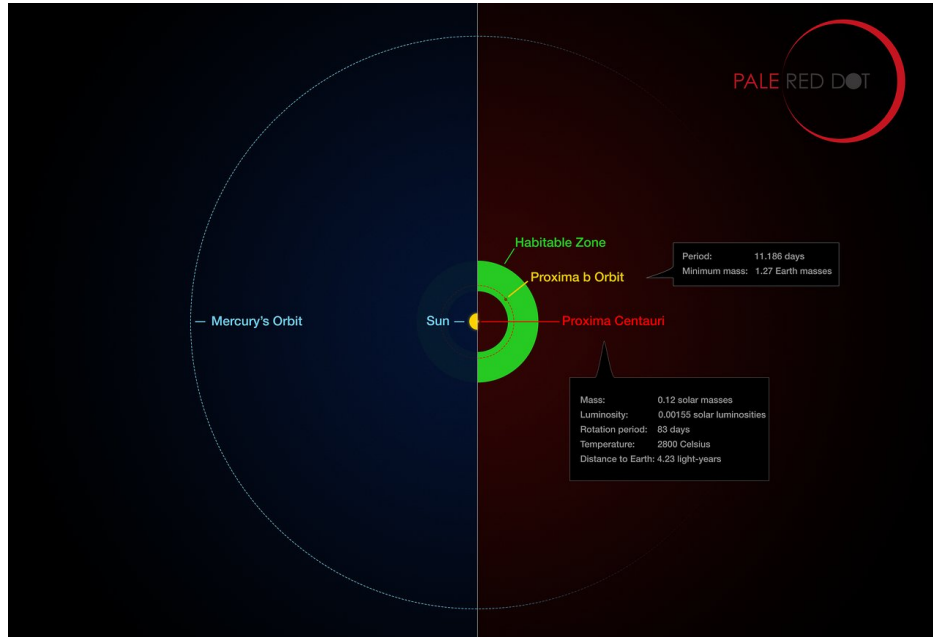 PALE RED DOT
Habitable Zone
Proxima b Orbit
Period: 11.186 days
Minimum mass: 1.27 Earth masses
Mercury's Orbit
Sun
Proxima Centauri
Mass: 0.12 solar masses
Luminosity: 0.00155 solar luminosities
Rotation period: 83 days
Temperature: 2800 Celsius
Distance to Earth: 4.23 light-years